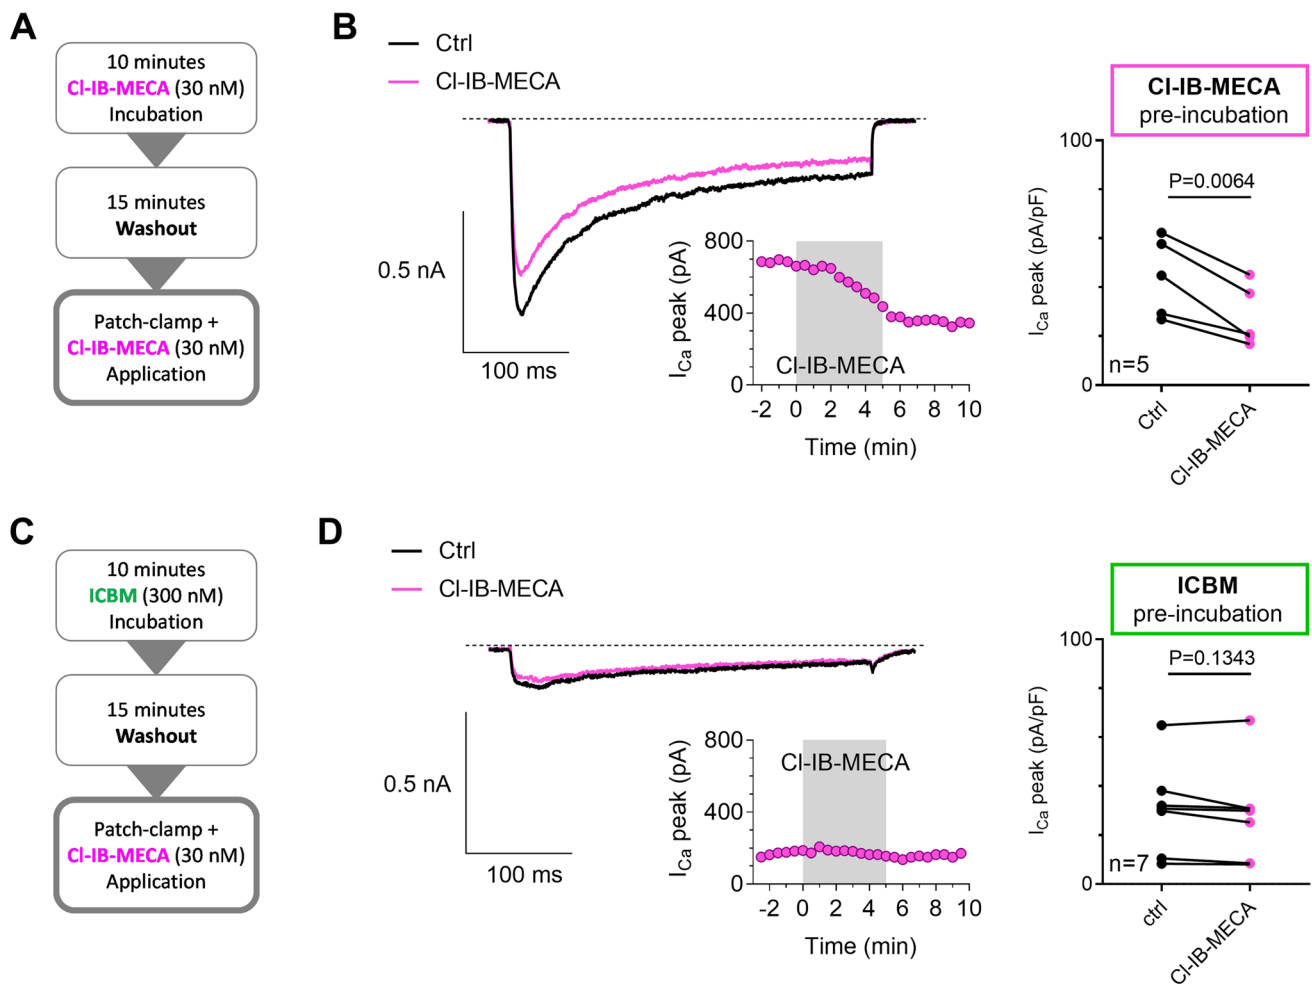 A
10 minutes
Cl-IB-MECA (30 nM)
Incubation
15 minutes
Washout
Patch-clamp +
Cl-IB-MECA (30 nM)
Application
B
Ctrl
Cl-IB-MECA
0.5 nA
100 ms
I_Ca peak (pA)
800
400
0
Cl-IB-MECA
-2 0 2 4 6 8 10
Time (min)
Cl-IB-MECA
pre-incubation
I_Ca peak (pA/pF)
100
0
P=0.0064
n=5
Ctrl
Cl-IB-MECA
C
10 minutes
ICBM (300 nM)
Incubation
15 minutes
Washout
Patch-clamp +
Cl-IB-MECA (30 nM)
Application
D
Ctrl
Cl-IB-MECA
0.5 nA
100 ms
I_Ca peak (pA)
800
400
0
Cl-IB-MECA
-2 0 2 4 6 8 10
Time (min)
ICBM
pre-incubation
I_Ca peak (pA/pF)
100
0
P=0.1343
n=7
ctrl
Cl-IB-MECA